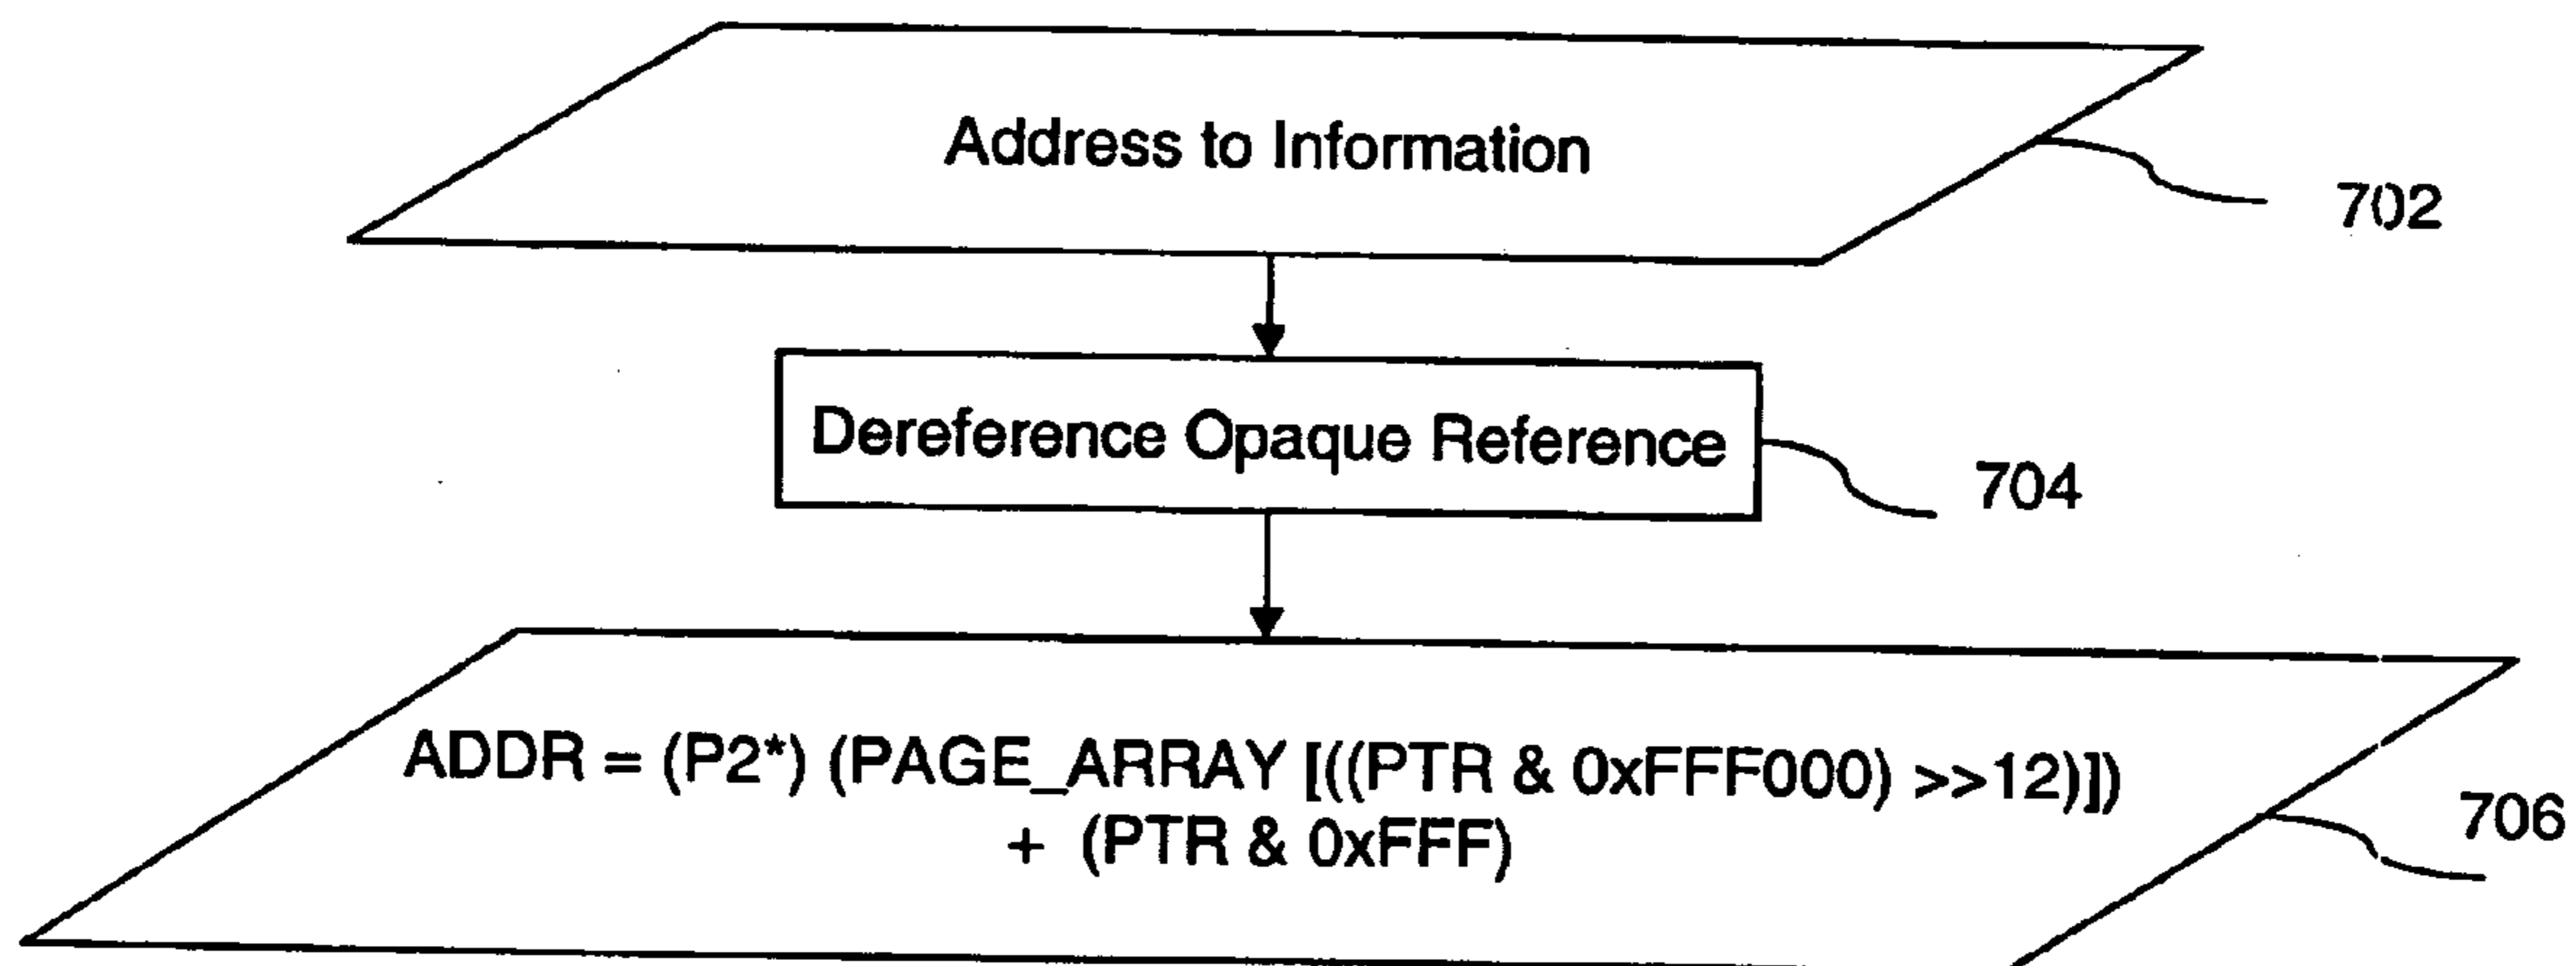 Address to Information
702
Dereference Opaque Reference
704
ADDR = (P2*) (PAGE_ARRAY [((PTR & 0xFFF000) >>12)])
+ (PTR & 0xFFF)
706